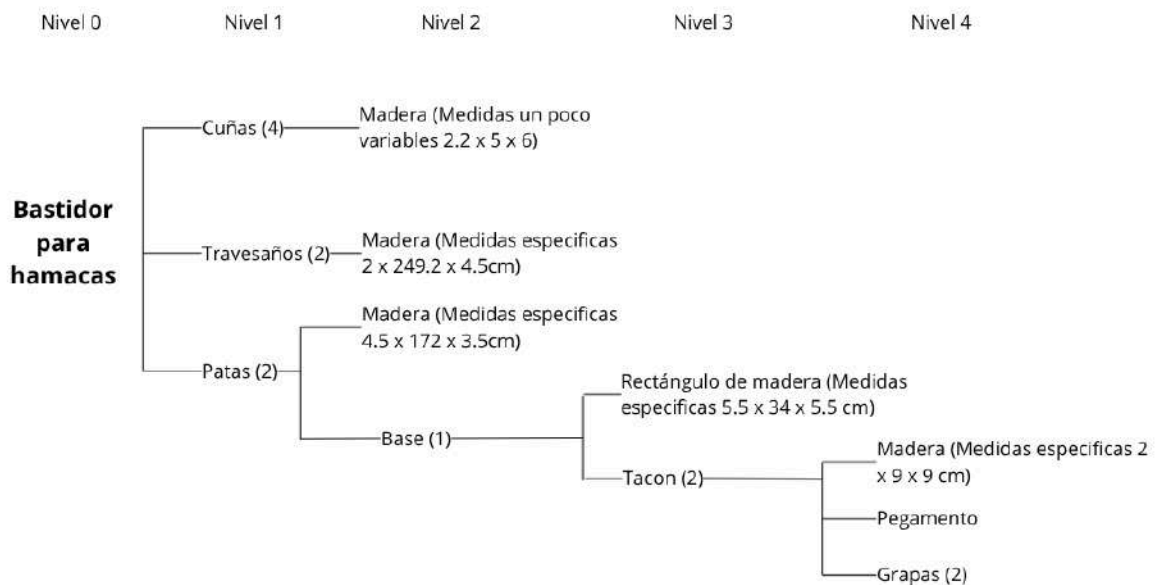 Nivel 0 Nivel 1 Nivel 2 Nivel 3 Nivel 4
Cuñas (4)
Madera (Medidas un poco
variables 2.2 x 5 x 6)
Bastidor
para
hamacas
Travesaños (2)
Madera (Medidas especificas
2 x 249.2 x 4.5cm)
Madera (Medidas especificas
4.5 x 172 x 3.5cm)
Patas (2)
Base (1)
Rectángulo de madera (Medidas
especificas 5.5 x 34 x 5.5 cm)
Tacon (2)
Madera (Medidas especificas 2
x 9 x 9 cm)
Pegamento
Grapas (2)